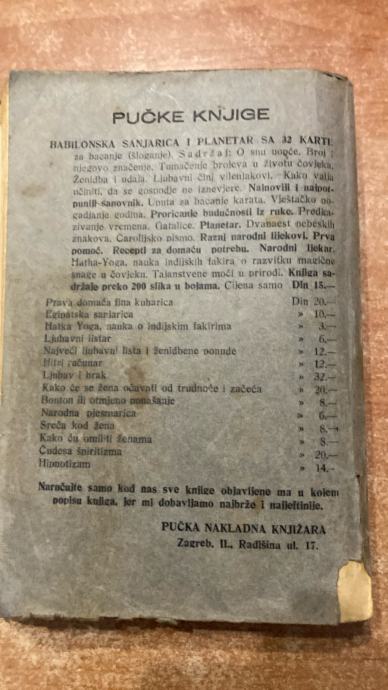 PUČKE KNJIGE
BABILONSKA SANJARICA I PLANETAR SA 32 KARTE
za bacanje (šloganje). Sadržaj: O snu uopće. Broj i
njegovo značenje. Tumačenje brojeva u životu čovjeka.
Ženidba i udaja. Ljubavni čini vilenjakovi. Kako valja
učiniti, da se gospodje ne iznevjere. Najnoviji i najpot-
puniji sanovnik. Uputa za bacanje karata. Vještačko po-
gadjanje godina. Proricanje budućnosti iz ruke. Predka-
zivanje vremena. Gatalice. Planetar. Dvanaest nebeskih
znakova. Čarolijsko pismo. Razni narodni lijekovi. Prva
pomoć. Recepti za domaću potrebu. Narodni ljekar.
Hatha-Yoga, nauka indijskih fakira o razvitku magične
snage u čovjeku. Tajanstvene moći u prirodi. Knjiga sa-
držaje preko 200 slika u bojama. Cijena samo Din 18.—
Prava domaća fina kuharica Din 20.—
Egipatska sanjarica » 10.—
Hatka Yoga, nauka o indijskim fakirima » 3.—
Ljubavni listar » 6.—
Najveći ljubavni lista i ženidbene ponude » 12.—
Hitri računar » 12.—
Ljubav i brak » 32.—
Kako će se žena očuvati od trudnoće i začeća » 20.—
Bonton ili otmjeno ponašanje » 8.—
Narodna pjesmarica » 6.—
Sreća kod žena » 8.—
Kako ću omiliti ženama » 8.—
Čudesa špiritizma » 20.—
Hipnotizam » 14.-
Naručujte samo kod nas sve knjige objavljene ma u kojem
popisu knjiga, jer mi dobavljamo najbrže i najjeftinije.
PUČKA NAKLADNA KNJIŽARA
Zagreb, II., Radišina ul. 17.